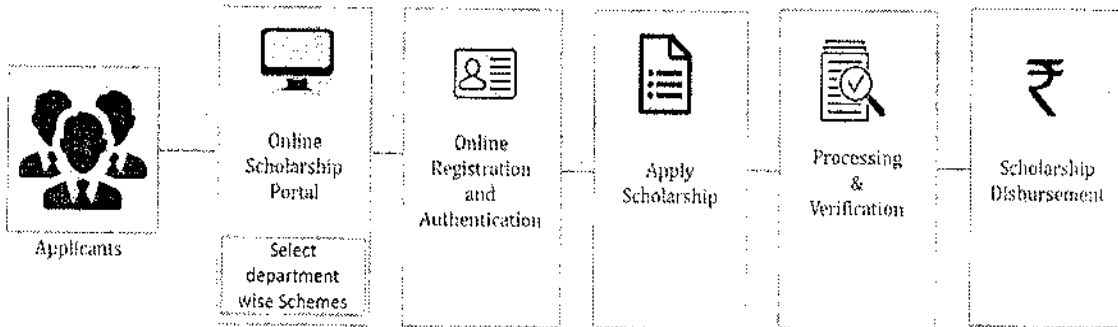 Applicants
Online
Scholarship
Portal
Select
department
wise Schemes
Online
Registration
and
Authentication
Apply
Scholarship
Processing
&
Verification
₹
Scholarship
Disbursement